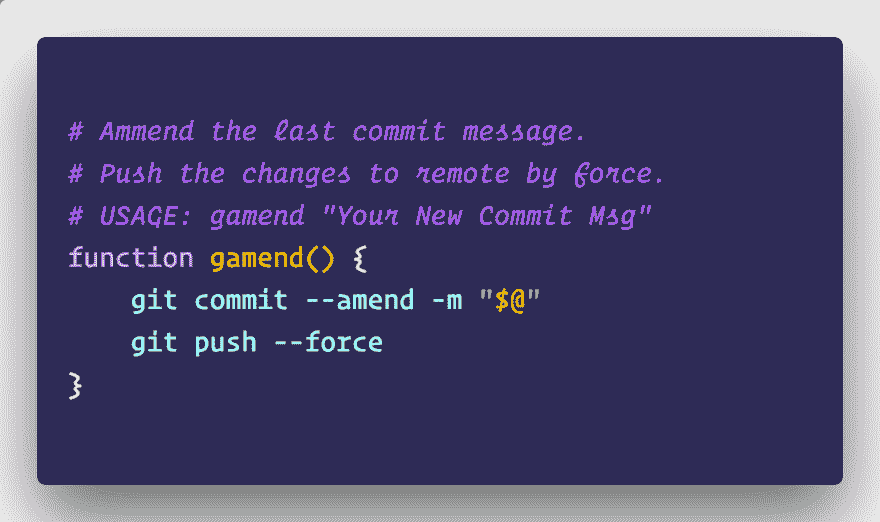 # Ammend the last commit message.
# Push the changes to remote by force.
# USAGE: gamend "Your New Commit Msg"
function gamend() {
    git commit --amend -m "$@"
    git push --force
}